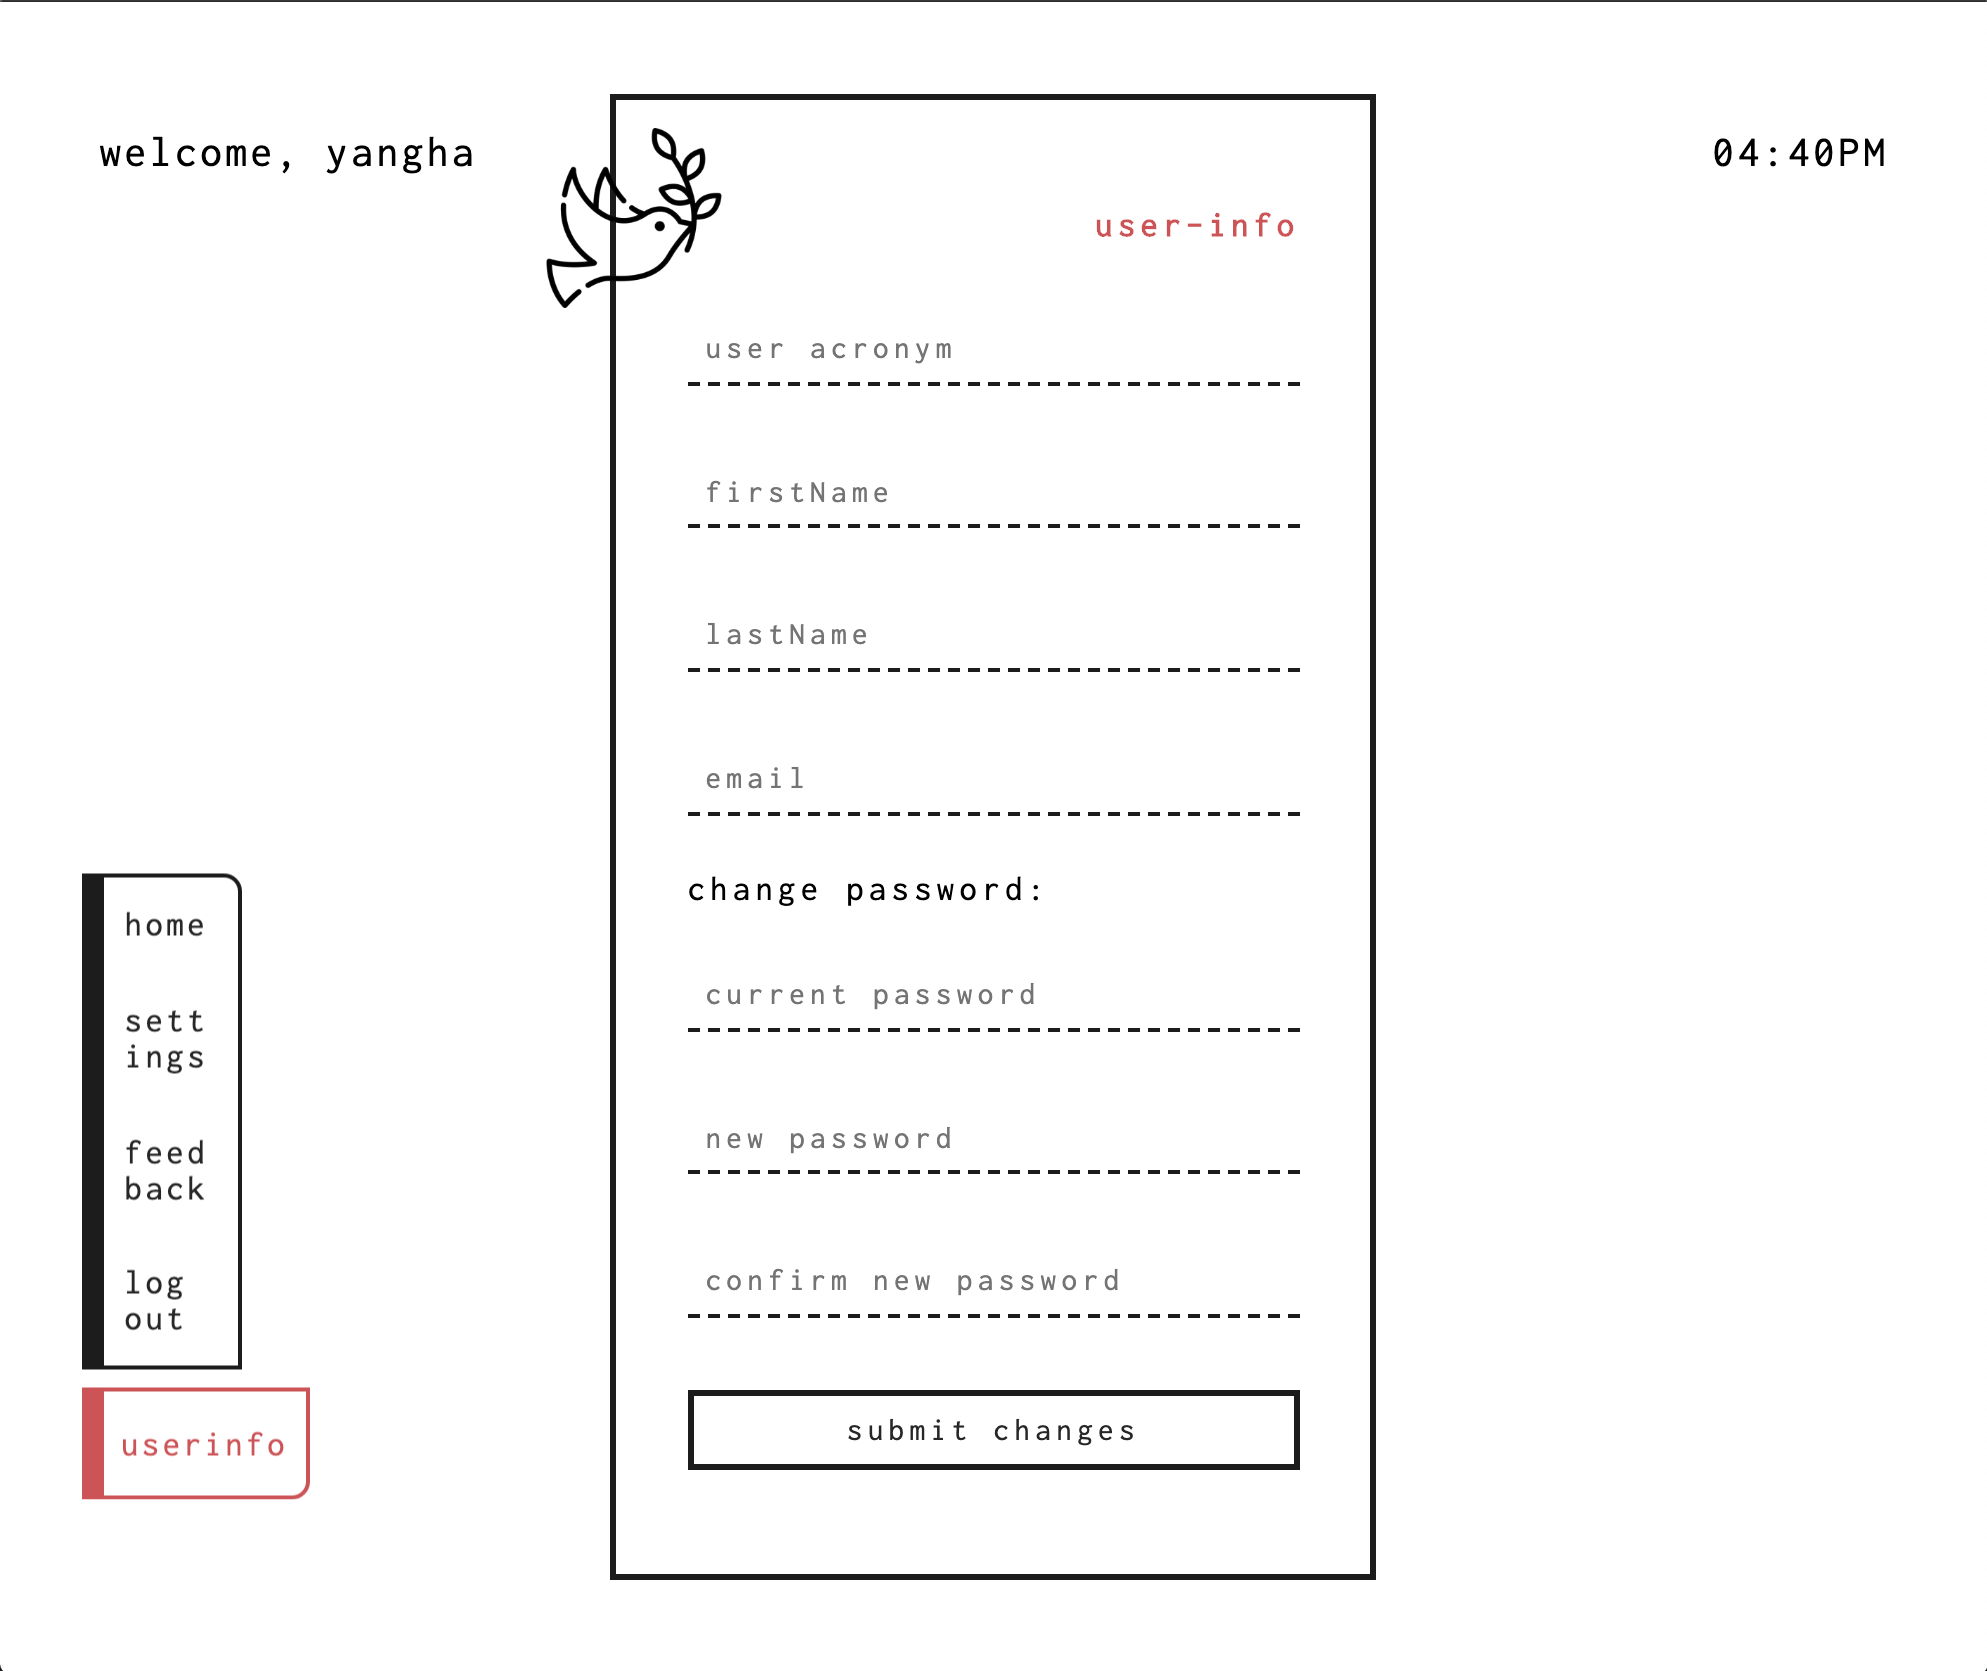 welcome, yangha
04:40PM
user-info
user acronym
firstName
lastName
email
change password:
current password
new password
confirm new password
submit changes
home
sett
ings
feed
back
log
out
userinfo